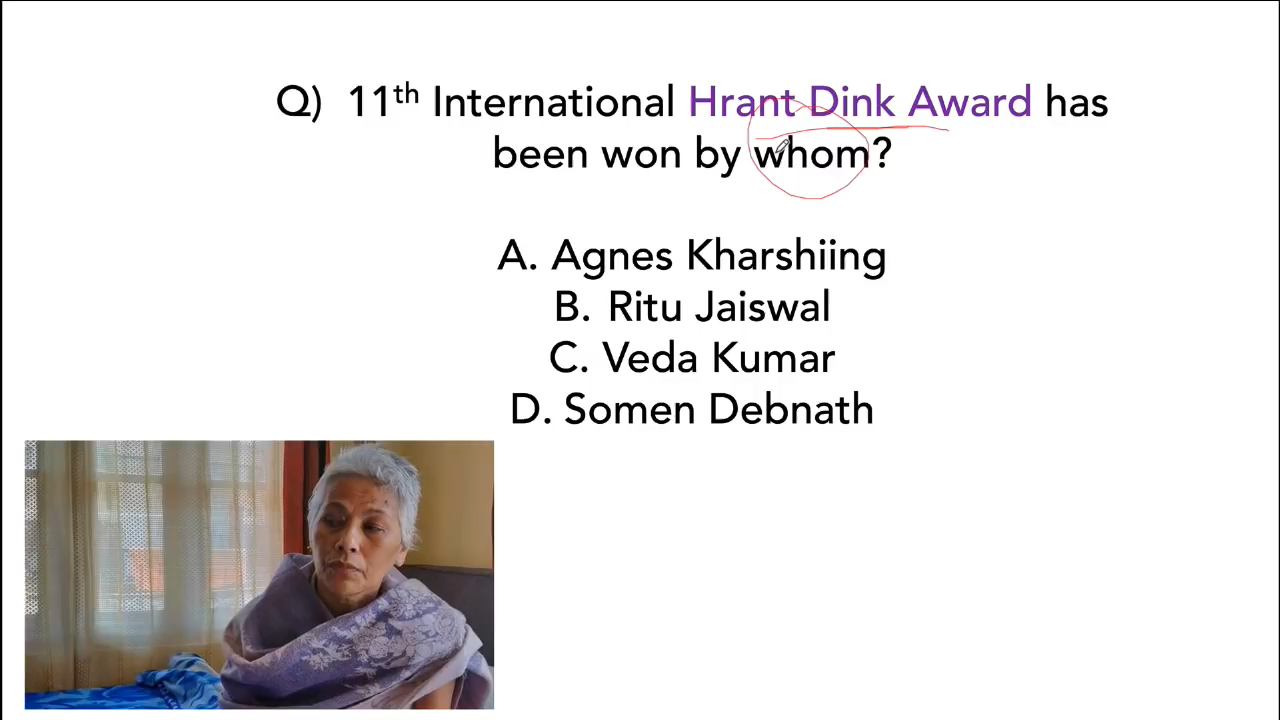 Q) 11th International Hrant Dink Award has
been won by whom?
A. Agnes Kharshiing
B. Ritu Jaiswal
C. Veda Kumar
D. Somen Debnath